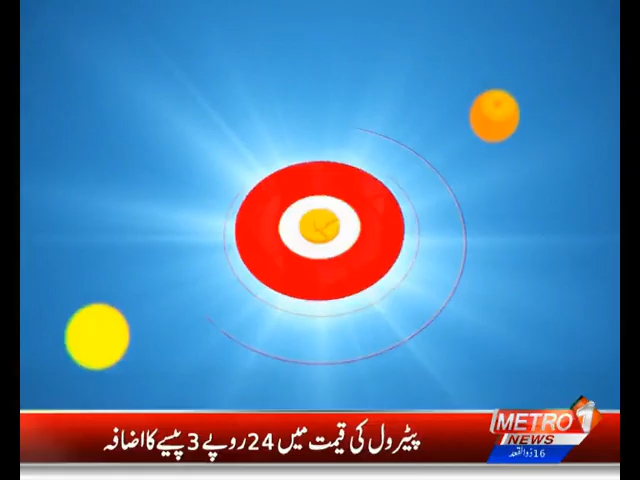 پیٹرول کی قیمت میں 24 روپے 3 پیسے کا اضافہ
METRO 1
NEWS
16 ذوالقعد